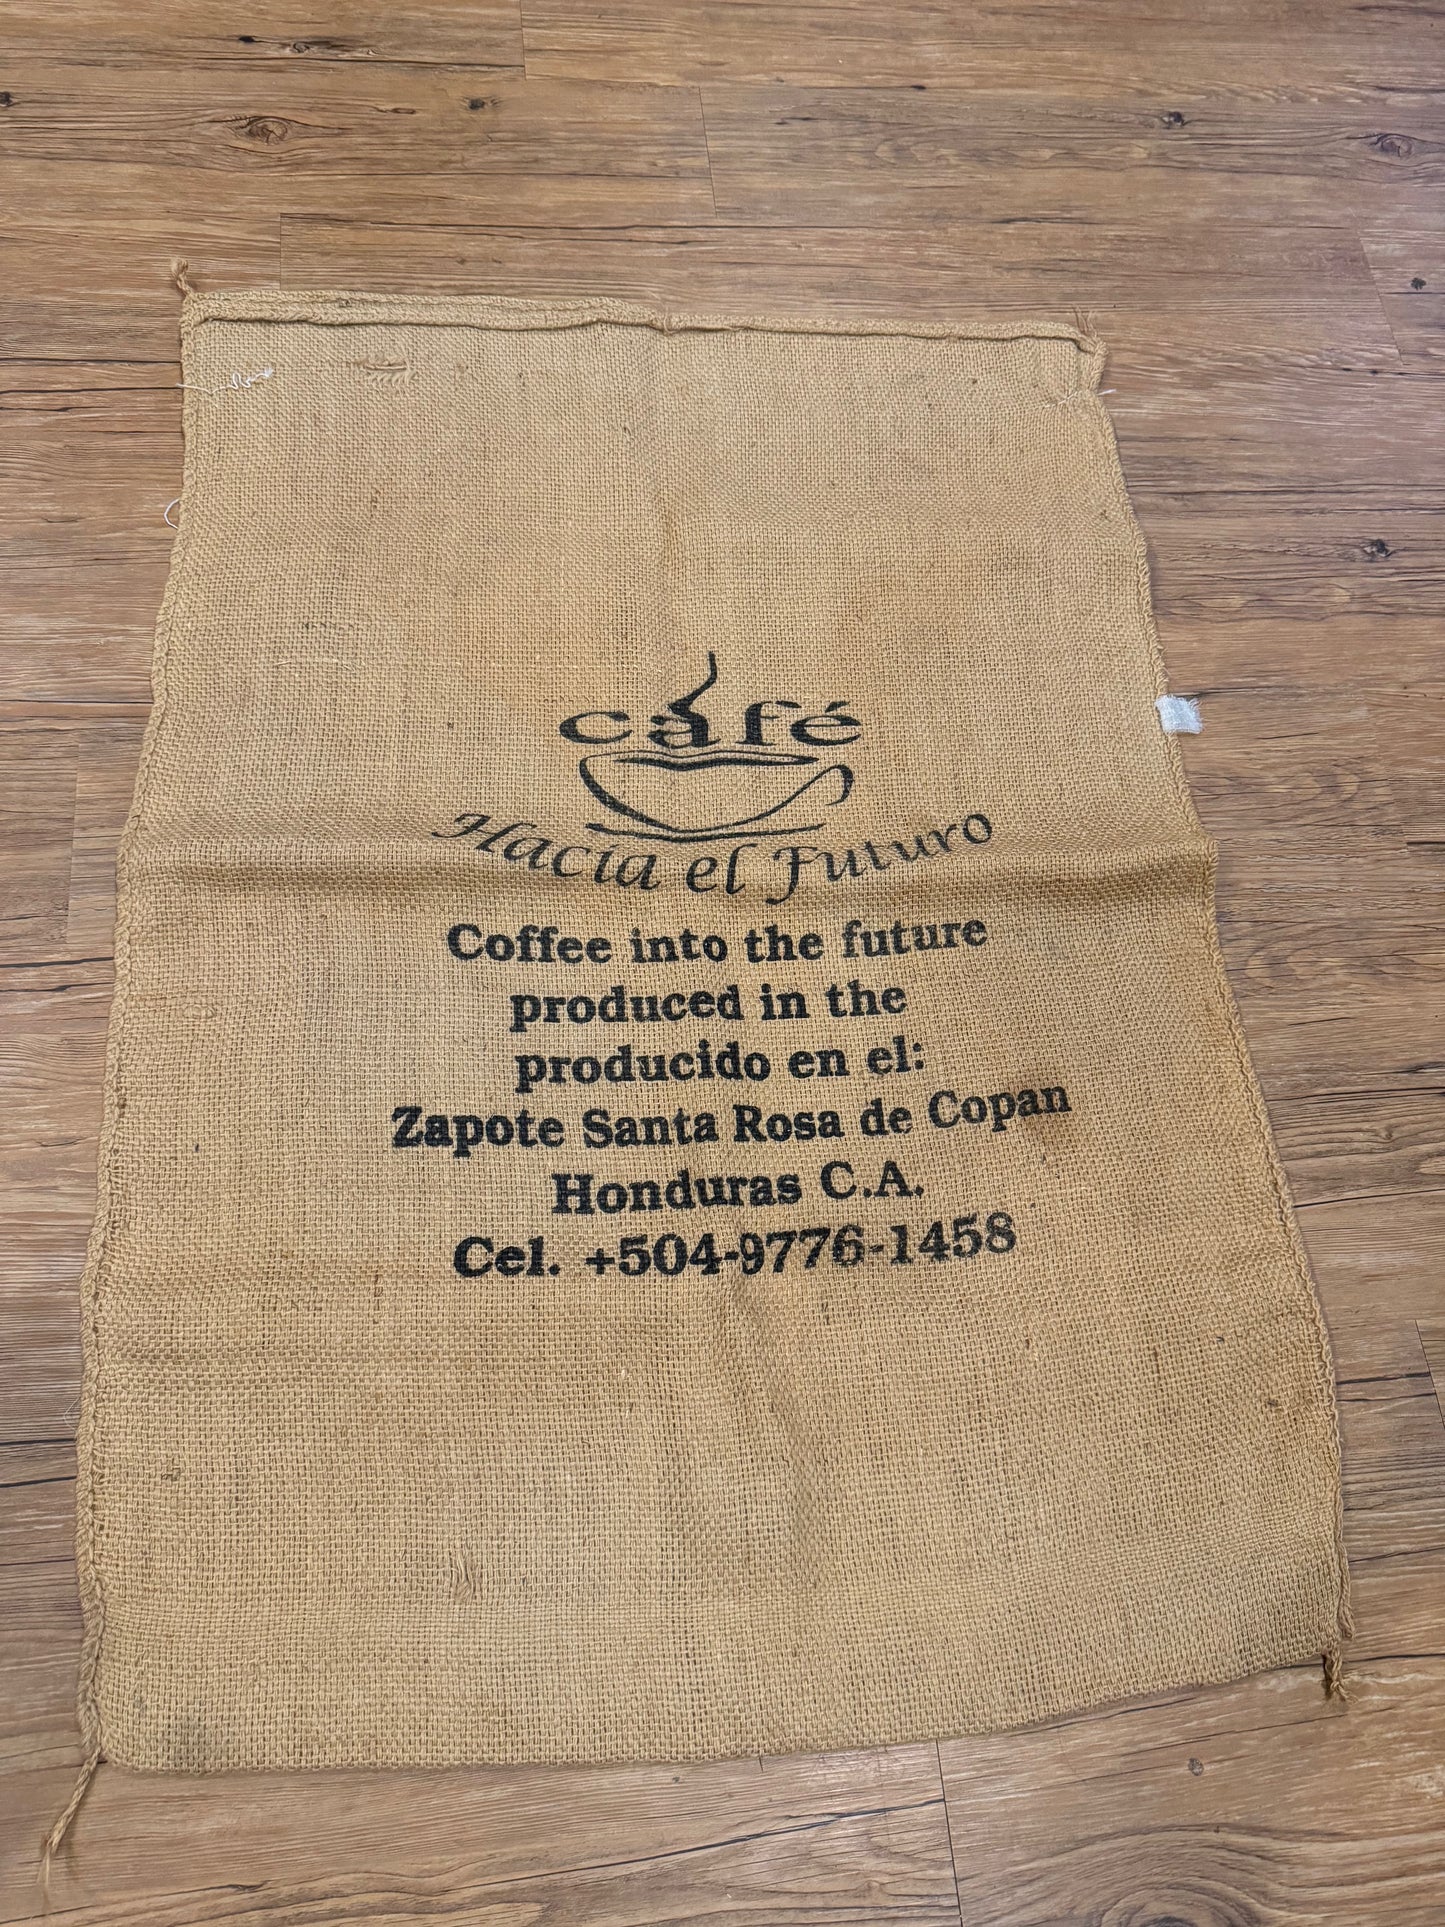 café
Hacia el Futuro
Coffee into the future
produced in the
producido en el:
Zapote Santa Rosa de Copan
Honduras C.A.
Cel. +504-9776-1458